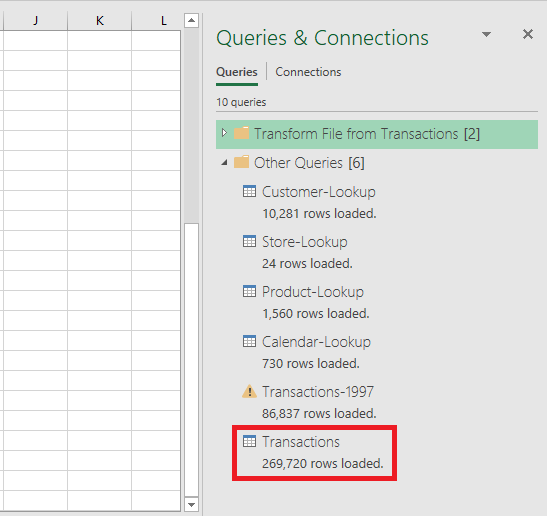 J K L
Queries & Connections
Queries Connections
10 queries
Transform File from Transactions [2]
Other Queries [6]
Customer-Lookup
10,281 rows loaded.
Store-Lookup
24 rows loaded.
Product-Lookup
1,560 rows loaded.
Calendar-Lookup
730 rows loaded.
Transactions-1997
86,837 rows loaded.
Transactions
269,720 rows loaded.